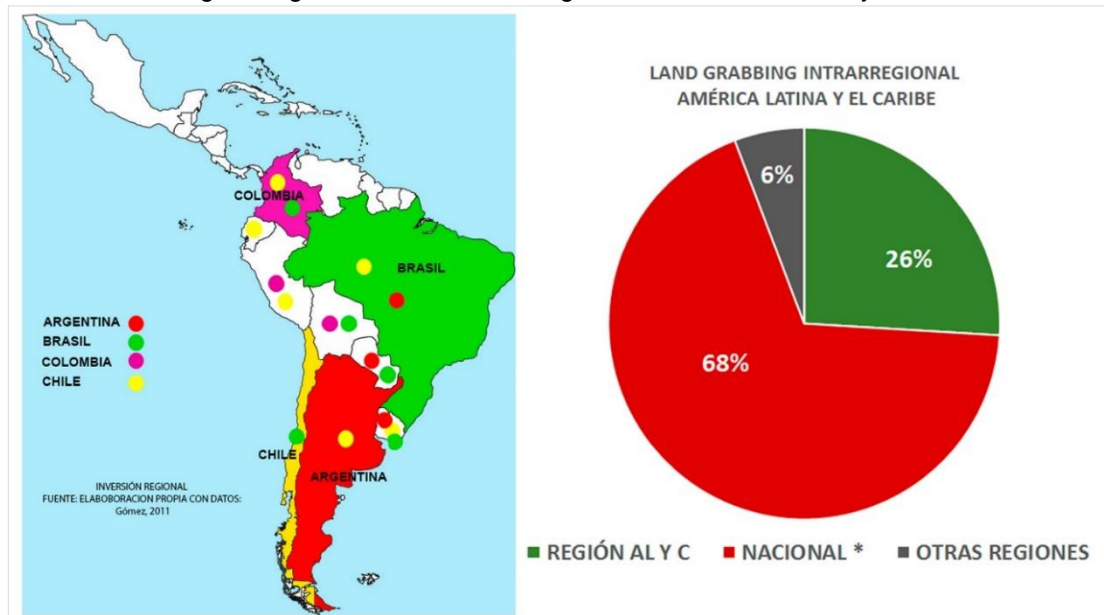 COLOMBIA
BRASIL
ARGENTINA
BRASIL
COLOMBIA
CHILE
CHILE
ARGENTINA
INVERSIÓN REGIONAL
FUENTE: ELABOBORACION PROPIA CON DATOS:
Gómez, 2011
LAND GRABBING INTRARREGIONAL
AMÉRICA LATINA Y EL CARIBE
6%
26%
68%
REGIÓN AL Y C
NACIONAL *
OTRAS REGIONES